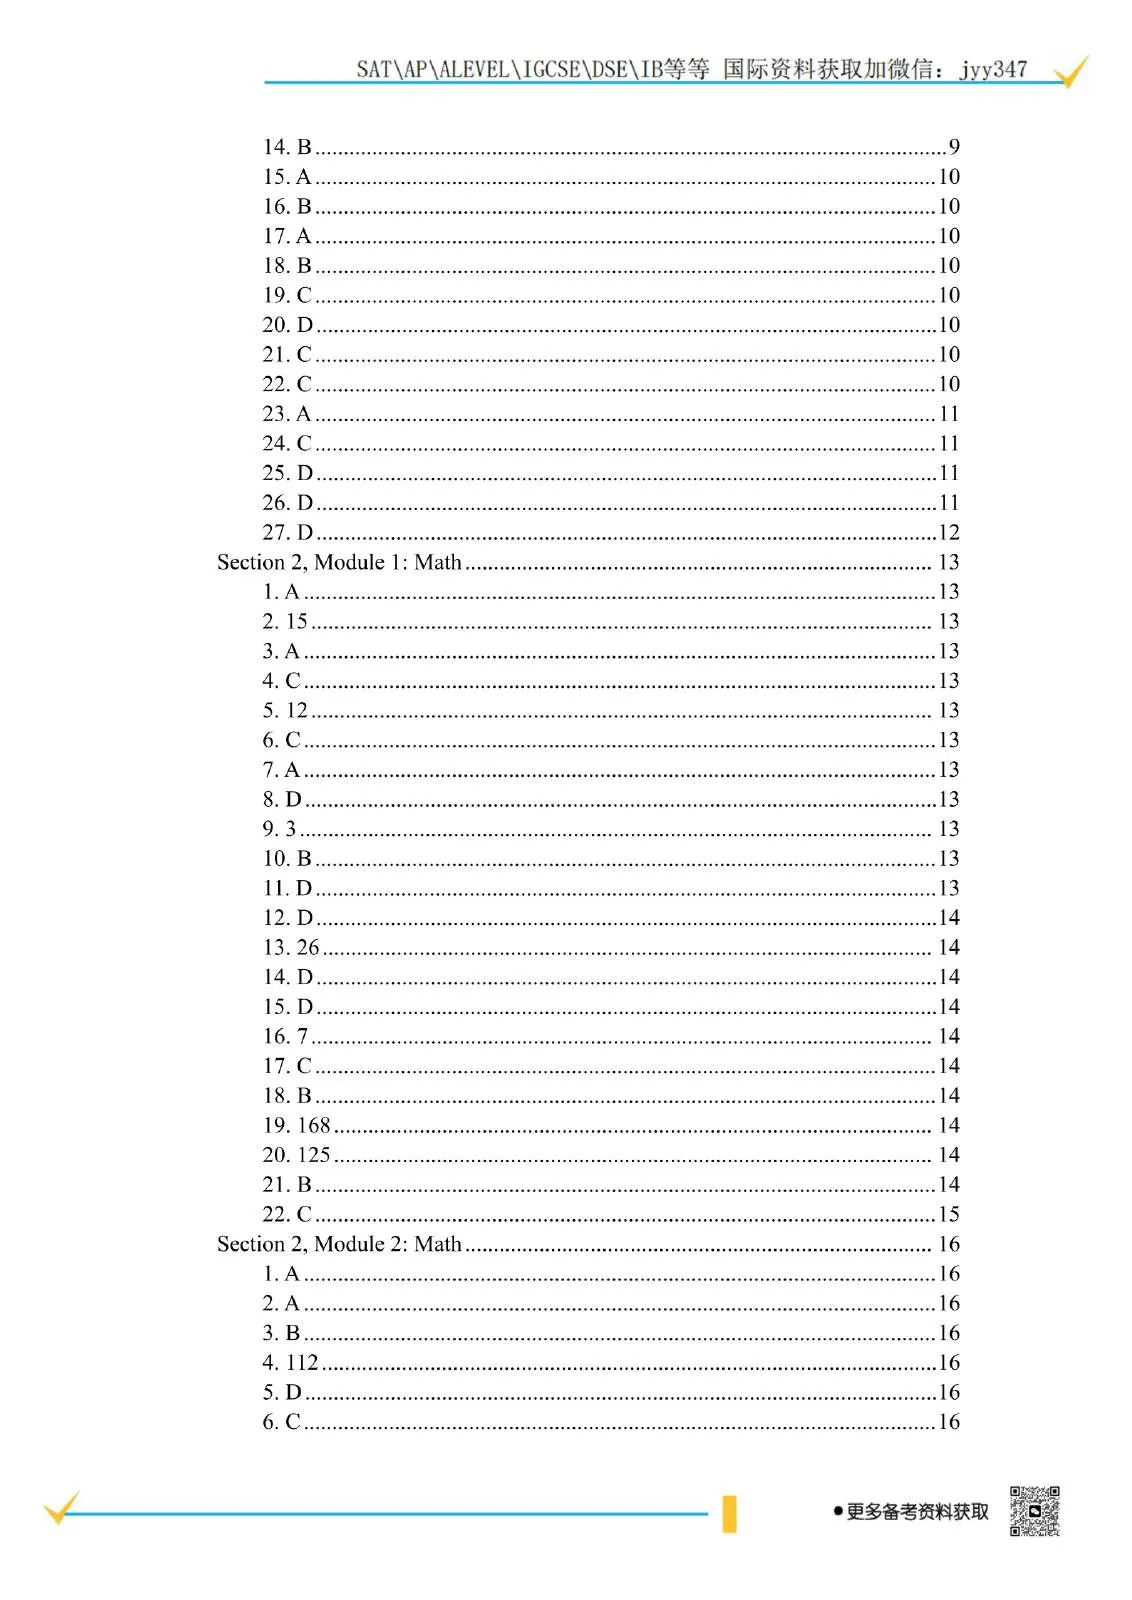 SAT\AP\ALEVEL\IGCSE\DSE\IB等等 国际资料获取加微信：jyy347
14. B..........9
15. A..........10
16. B..........10
17. A..........10
18. B..........10
19. C..........10
20. D..........10
21. C..........10
22. C..........10
23. A..........11
24. C..........11
25. D..........11
26. D..........11
27. D..........12
Section 2, Module 1: Math.......... 13
1. A..........13
2. 15.......... 13
3. A..........13
4. C..........13
5. 12.......... 13
6. C..........13
7. A..........13
8. D..........13
9. 3.......... 13
10. B..........13
11. D..........13
12. D..........14
13. 26.......... 14
14. D..........14
15. D..........14
16. 7.......... 14
17. C..........14
18. B..........14
19. 168.......... 14
20. 125.......... 14
21. B..........14
22. C..........15
Section 2, Module 2: Math.......... 16
1. A..........16
2. A..........16
3. B..........16
4. 112..........16
5. D..........16
6. C..........16
●更多备考资料获取